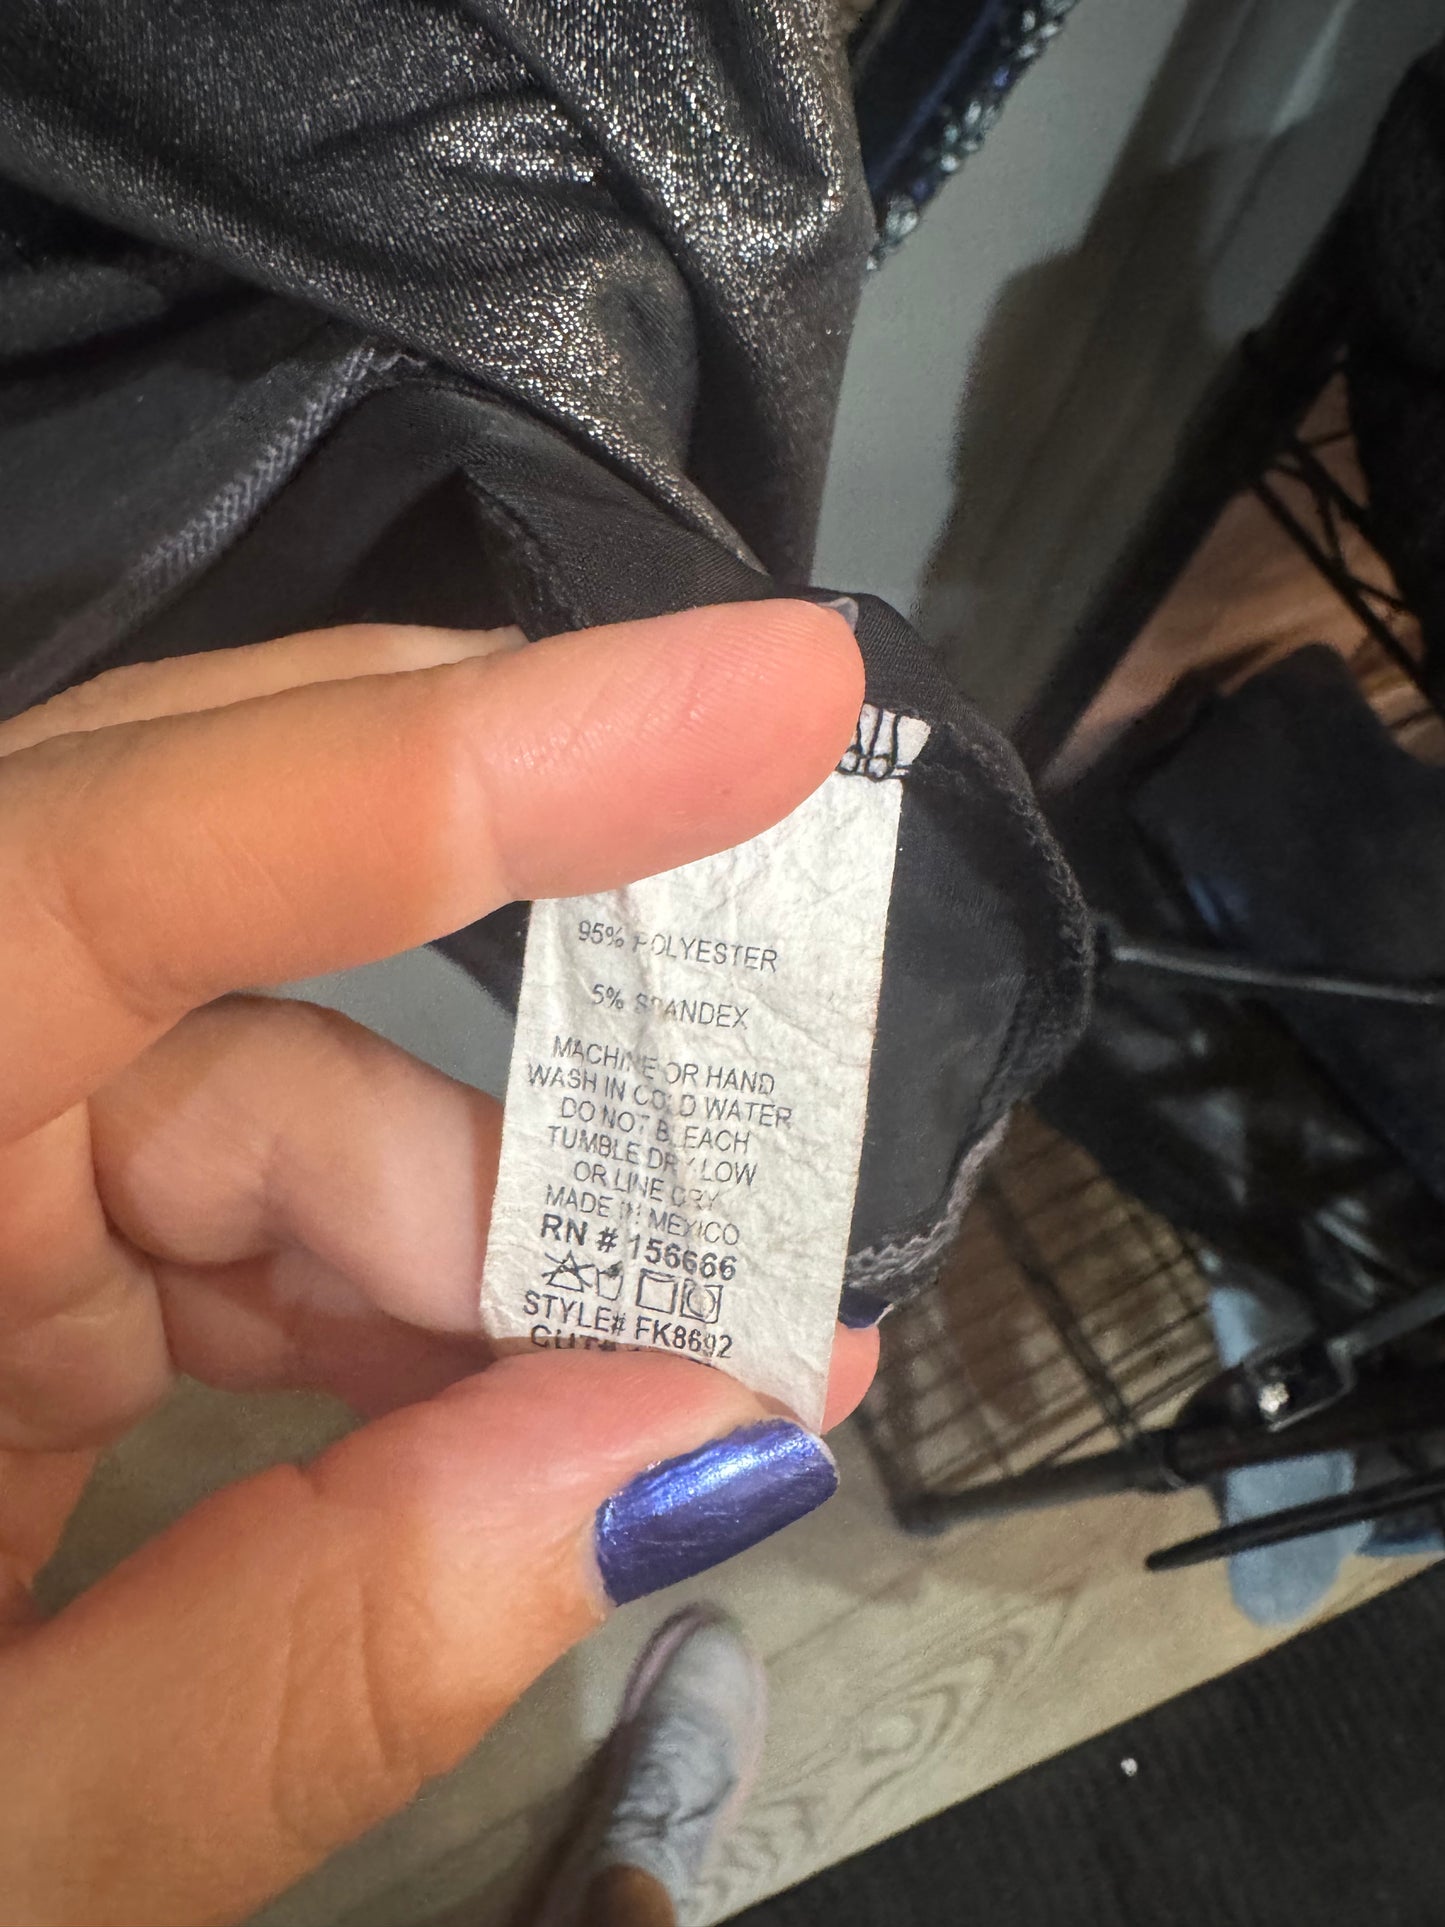 95% POLYESTER
5% SPANDEX
MACHINE OR HAND
WASH IN COLD WATER
DO NOT BLEACH
TUMBLE DRY LOW
OR LINE DRY
MADE IN MEXICO
RN # 156666
STYLE# FK8692
CUT#